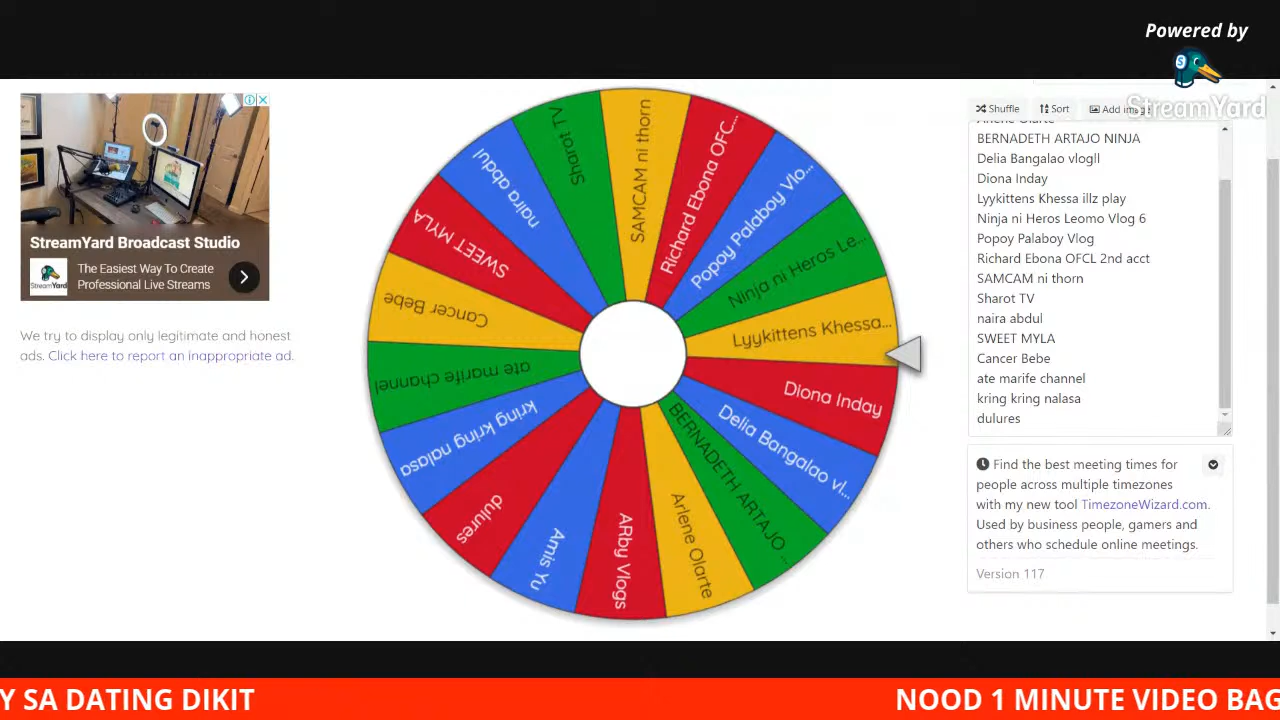 Powered by
StreamYard
StreamYard Broadcast Studio
The Easiest Way To Create
Professional Live Streams
StreamYard
We try to display only legitimate and honest
ads. Click here to report an inappropriate ad.
Sharot TV
SAMCAM ni thorn
Richard Ebona OFC...
Popoy Palaboy Vlo...
Ninja ni Heros Le...
Lyykittens Khessa...
Diona Inday
Delia Bangalao vl...
BERNADETH ARTAJO ...
Arlene Olarte
ARby Vlogs
Amis Yu
dulures
kring kring nalasa
ate marife channel
Cancer Bebe
SWEET MYLA
naira abdul
Shuffle
Sort
Add image
Arlene Olarte
BERNADETH ARTAJO NINJA
Delia Bangalao vlogll
Diona Inday
Lyykittens Khessa illz play
Ninja ni Heros Leomo Vlog 6
Popoy Palaboy Vlog
Richard Ebona OFCL 2nd acct
SAMCAM ni thorn
Sharot TV
naira abdul
SWEET MYLA
Cancer Bebe
ate marife channel
kring kring nalasa
dulures
Find the best meeting times for
people across multiple timezones
with my new tool TimezoneWizard.com.
Used by business people, gamers and
others who schedule online meetings.
Version 117
Y SA DATING DIKIT
NOOD 1 MINUTE VIDEO BAG